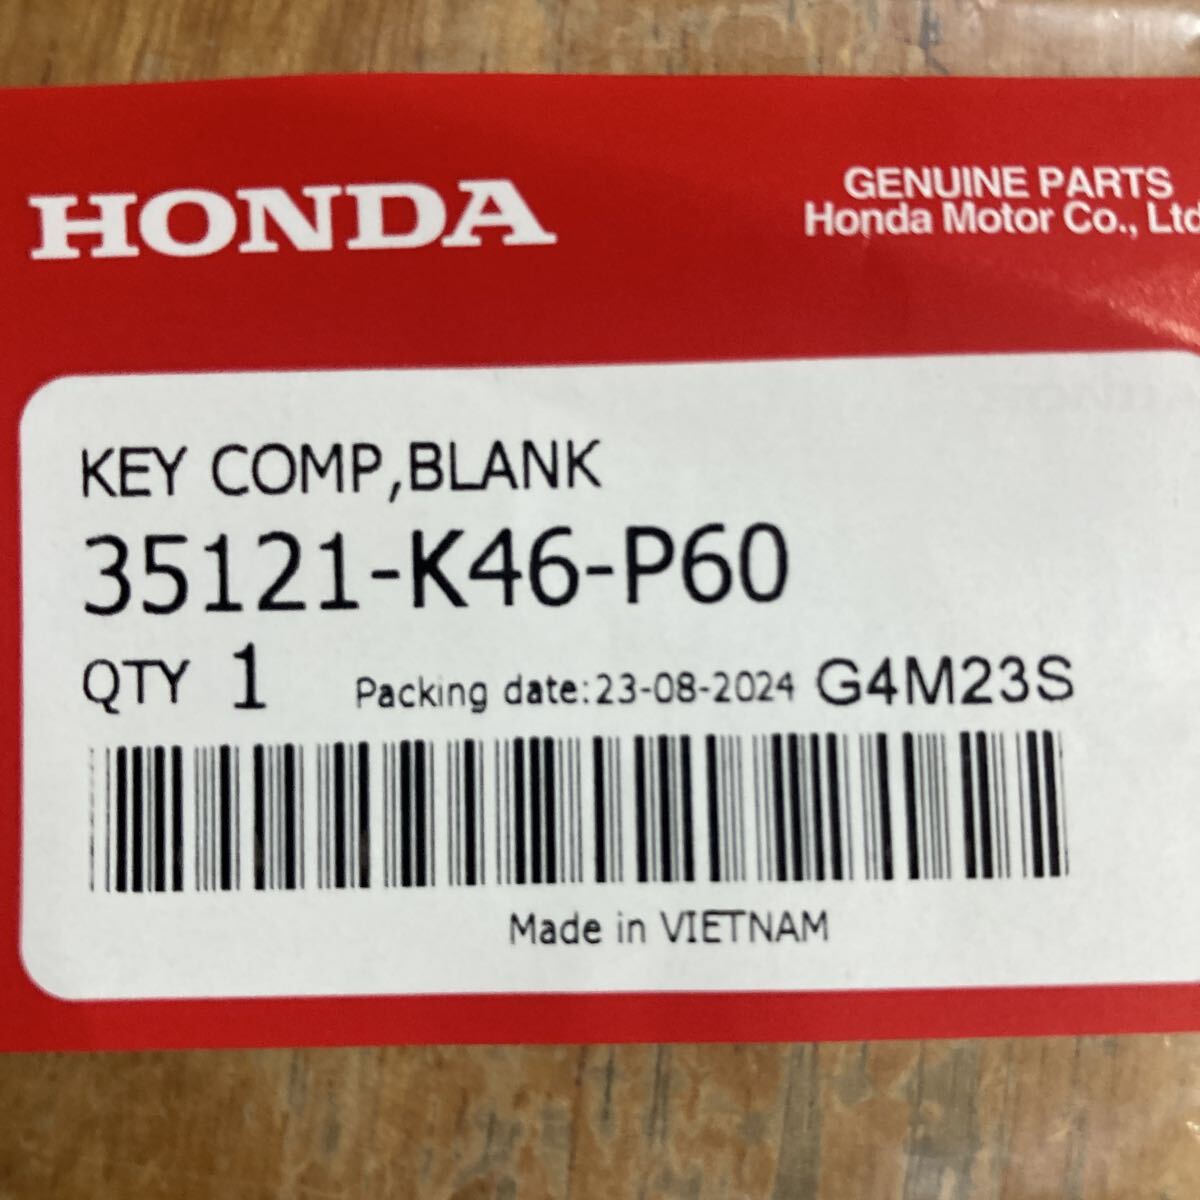 HONDA
GENUINE PARTS
Honda Motor Co., Ltd
KEY COMP,BLANK
35121-K46-P60
QTY 1 Packing date:23-08-2024 G4M23S
Made in VIETNAM